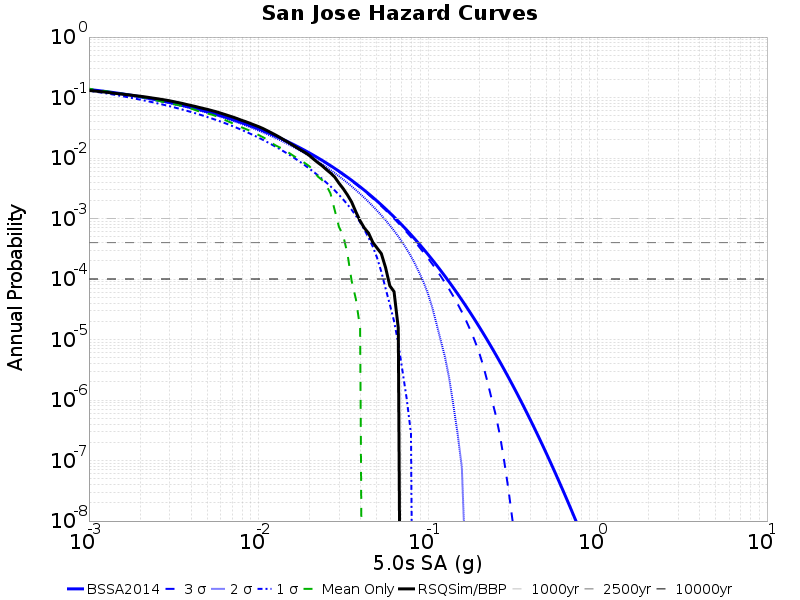 San Jose Hazard Curves
Annual Probability
10^0
10^-1
10^-2
10^-3
10^-4
10^-5
10^-6
10^-7
10^-8
10^-3 10^-2 10^-1 10^0 10^1
5.0s SA (g)
BSSA2014 3 σ 2 σ 1 σ Mean Only RSQSim/BBP 1000yr 2500yr 10000yr